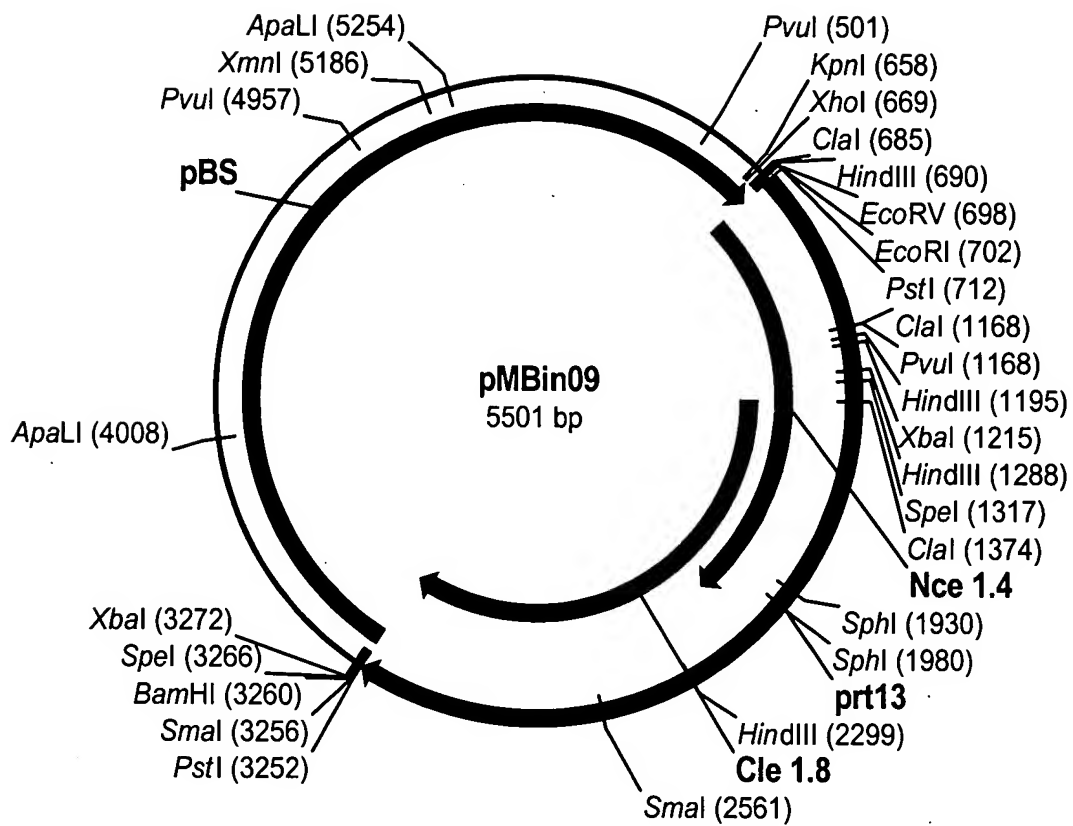 ApaLI (5254)
XmnI (5186)
PvuI (4957)
pBS
ApaLI (4008)
PvuI (501)
KpnI (658)
XhoI (669)
ClaI (685)
HindIII (690)
EcoRV (698)
EcoRI (702)
PstI (712)
ClaI (1168)
PvuI (1168)
HindIII (1195)
XbaI (1215)
HindIII (1288)
SpeI (1317)
ClaI (1374)
Nce 1.4
SphI (1930)
SphI (1980)
prt13
HindIII (2299)
Cle 1.8
SmaI (2561)
XbaI (3272)
SpeI (3266)
BamHI (3260)
SmaI (3256)
PstI (3252)
pMBin09
5501 bp